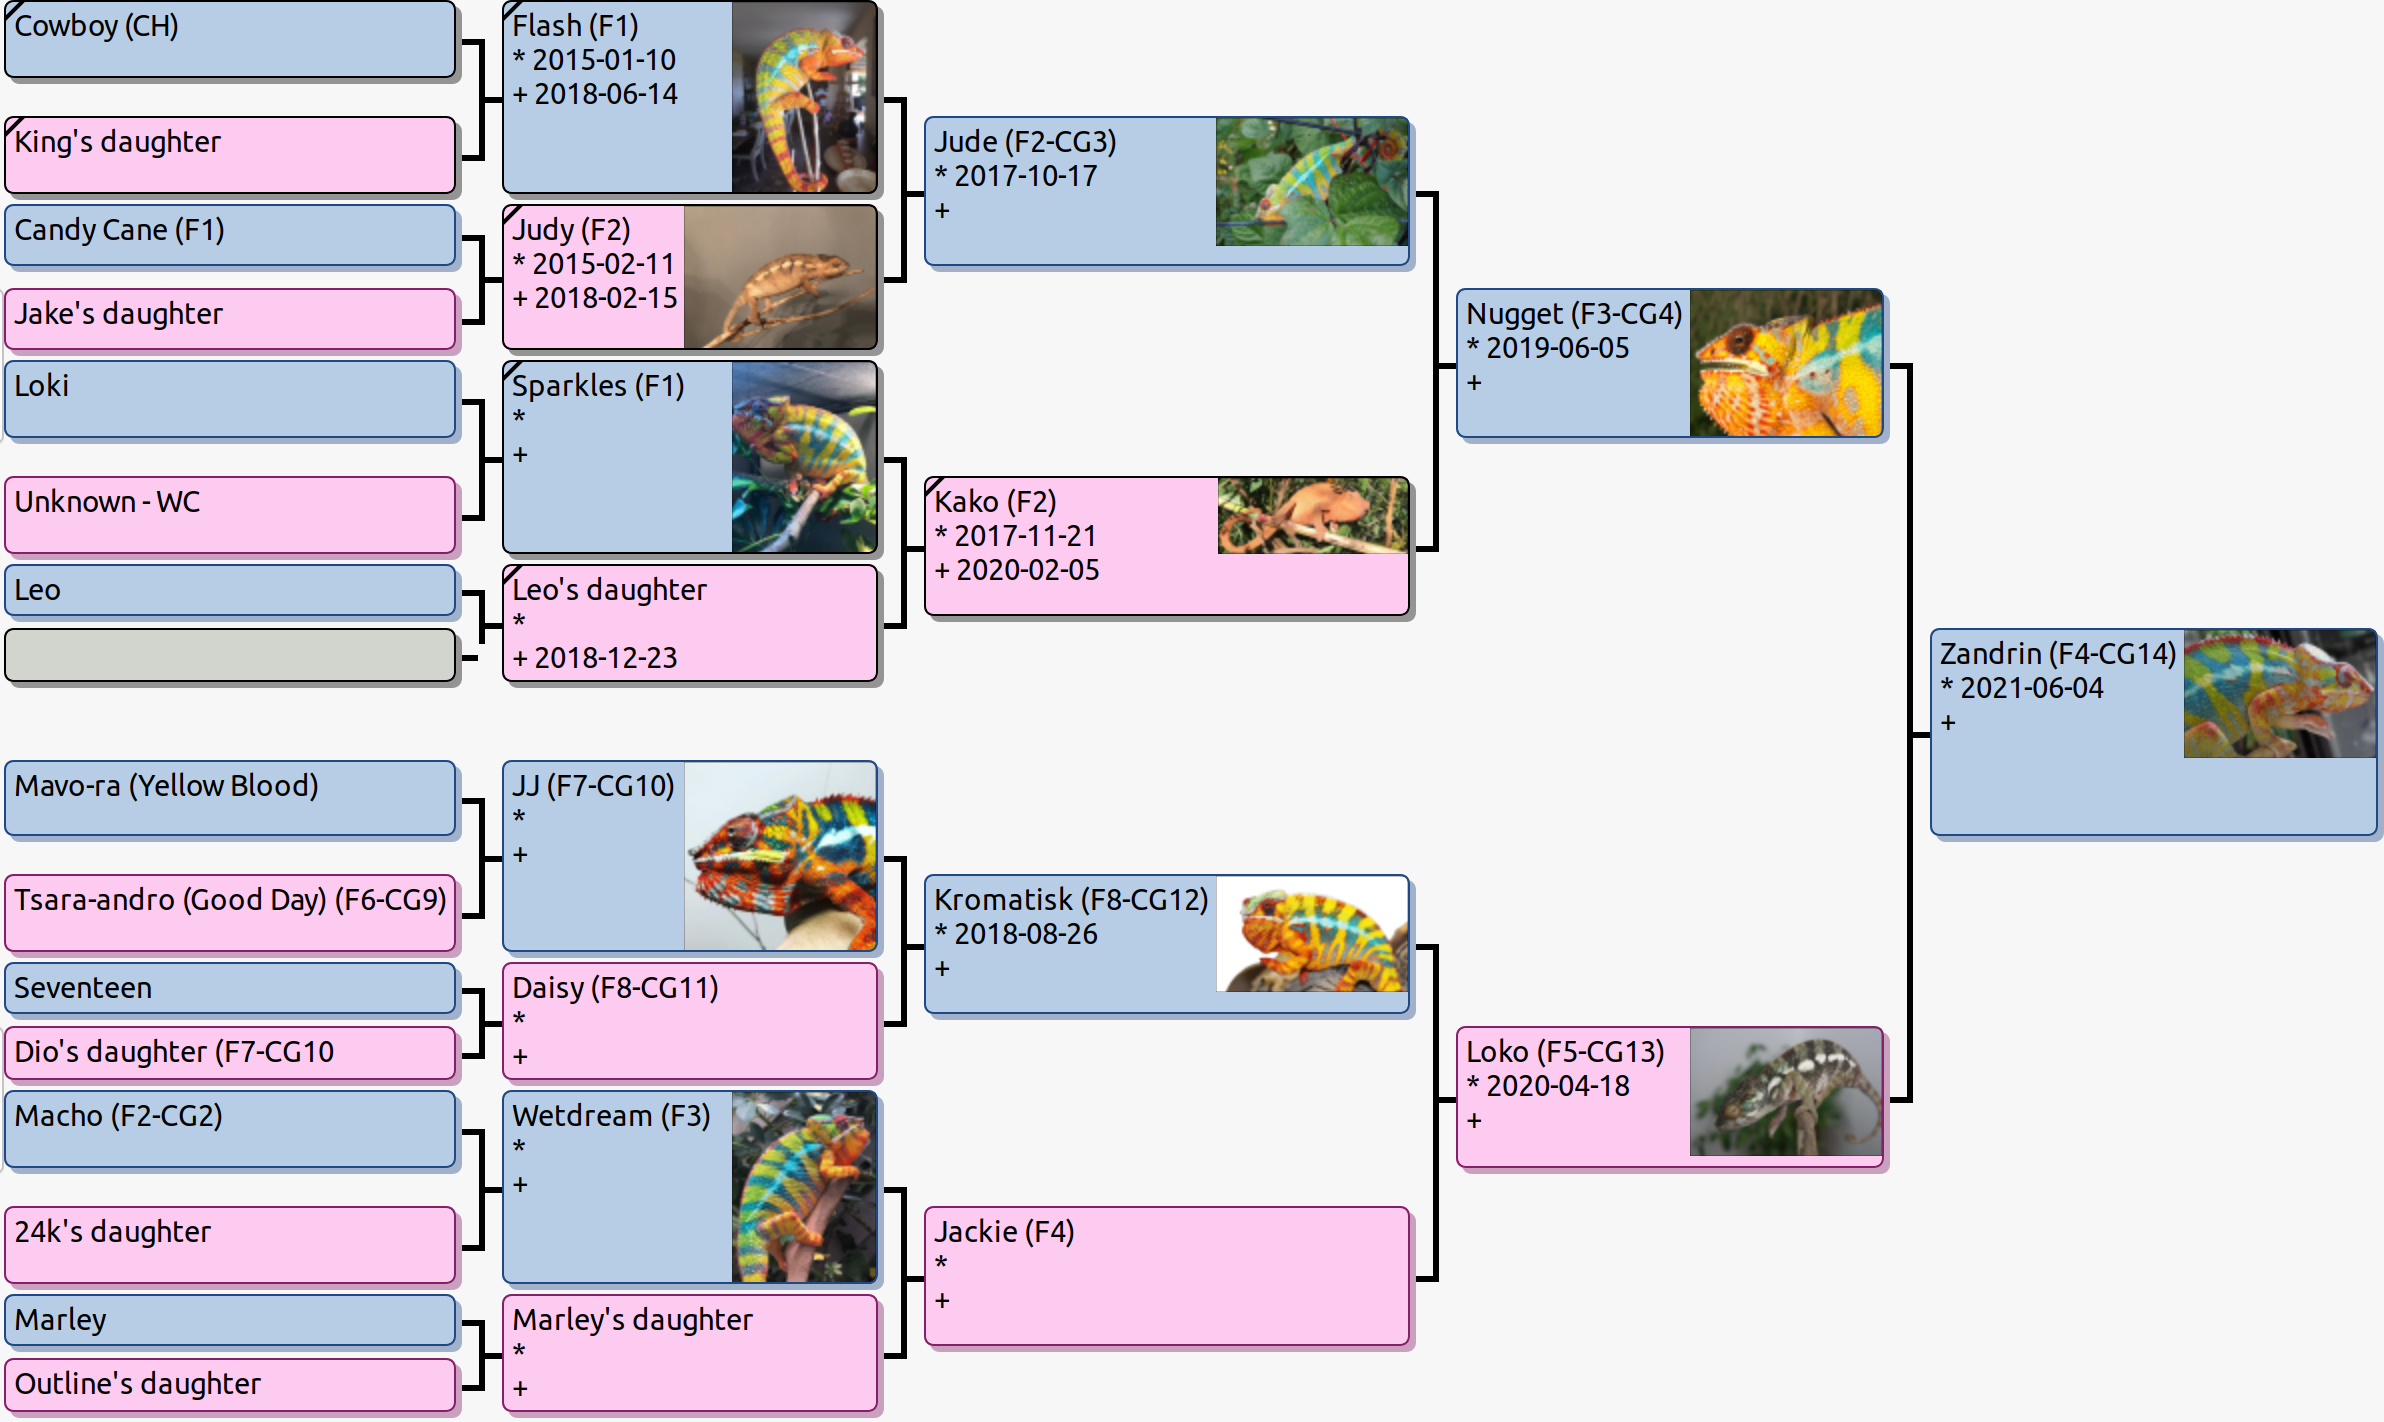 Cowboy (CH)
King's daughter
Candy Cane (F1)
Jake's daughter
Loki
Unknown - WC
Leo
Mavo-ra (Yellow Blood)
Tsara-andro (Good Day) (F6-CG9)
Seventeen
Dio's daughter (F7-CG10
Macho (F2-CG2)
24k's daughter
Marley
Outline's daughter
Flash (F1)
* 2015-01-10
+ 2018-06-14
Judy (F2)
* 2015-02-11
+ 2018-02-15
Sparkles (F1)
*
+
Leo's daughter
*
+ 2018-12-23
JJ (F7-CG10)
*
+
Daisy (F8-CG11)
*
+
Wetdream (F3)
*
+
Marley's daughter
*
+
Jude (F2-CG3)
* 2017-10-17
+
Kako (F2)
* 2017-11-21
+ 2020-02-05
Kromatisk (F8-CG12)
* 2018-08-26
+
Jackie (F4)
*
+
Nugget (F3-CG4)
* 2019-06-05
+
Loko (F5-CG13)
* 2020-04-18
+
Zandrin (F4-CG14)
* 2021-06-04
+